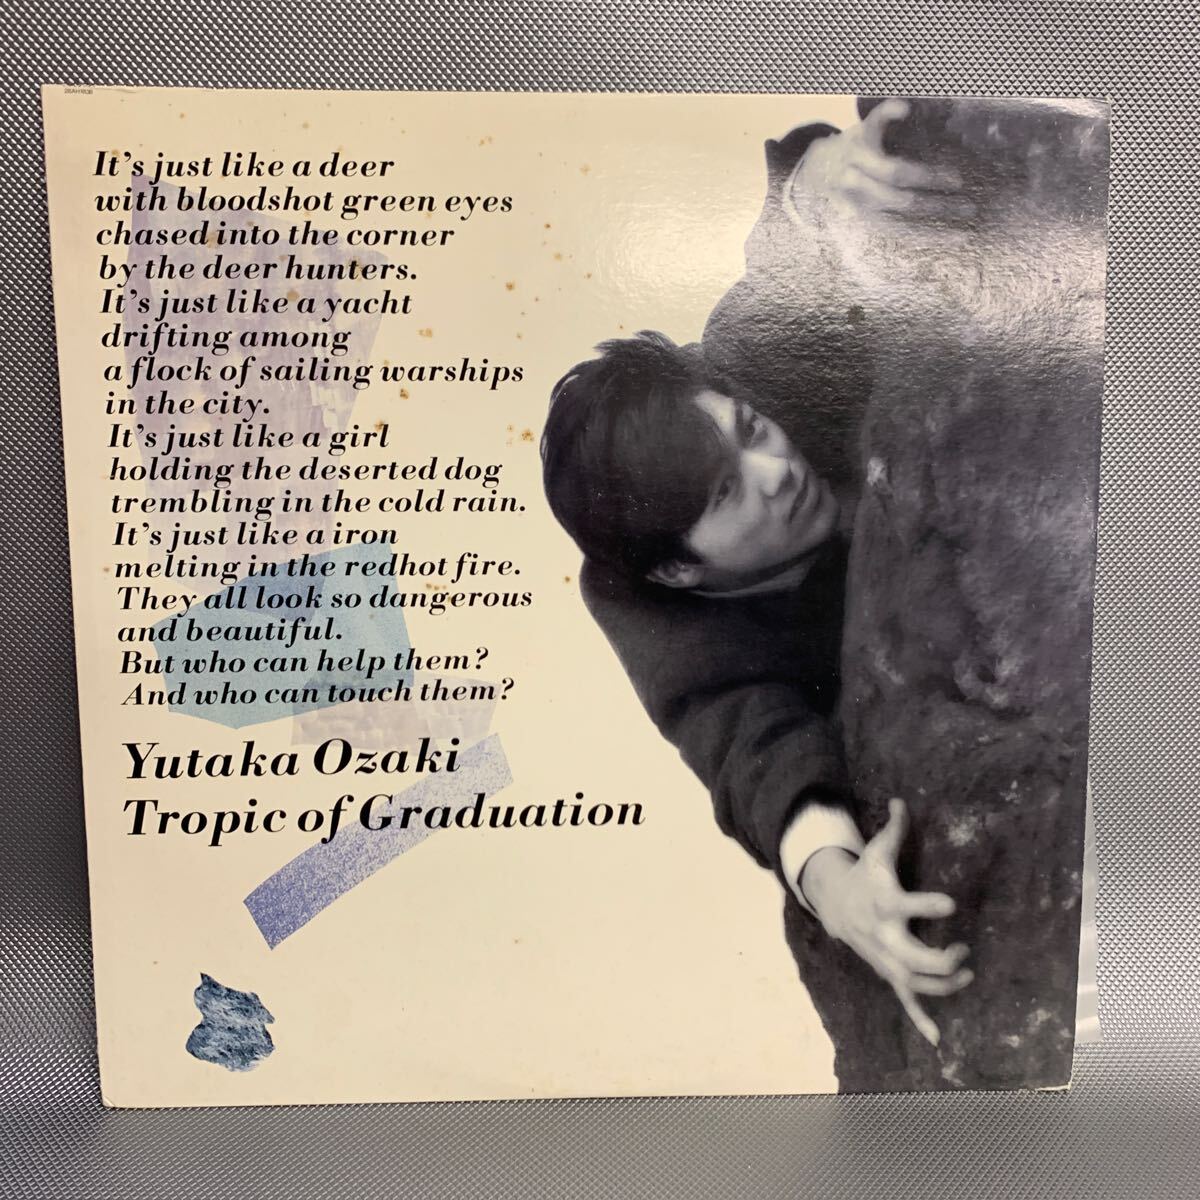 28AH1838
It's just like a deer
with bloodshot green eyes
chased into the corner
by the deer hunters.
It's just like a yacht
drifting among
a flock of sailing warships
in the city.
It's just like a girl
holding the deserted dog
trembling in the cold rain.
It's just like a iron
melting in the redhot fire.
They all look so dangerous
and beautiful.
But who can help them?
And who can touch them?
Yutaka Ozaki
Tropic of Graduation